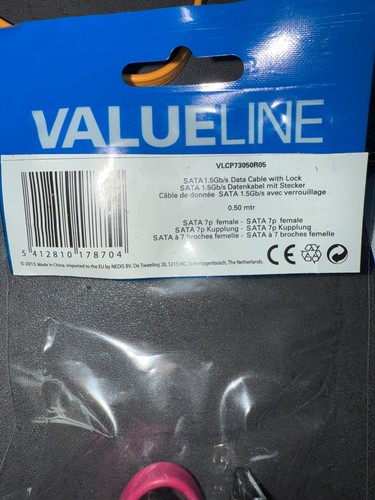 VALUELINE
VLCP73050R05
SATA 1.5Gb/s Data Cable with Lock
SATA 1.5Gb/s Datenkabel mit Stecker
Câble de donnée SATA 1.5Gb/s avec verrouillage
0.50 mtr
SATA 7p female - SATA 7p female
SATA 7p Kupplung - SATA 7p Kupplung
SATA à 7 broches femelle - SATA à 7 broches femelle
5 412810 178704
© 2013. Made in China. Imported to the EU by NEDIS BV, De Tweeling 28, 5215 MC, 's-Hertogenbosch, The Netherlands.
CE